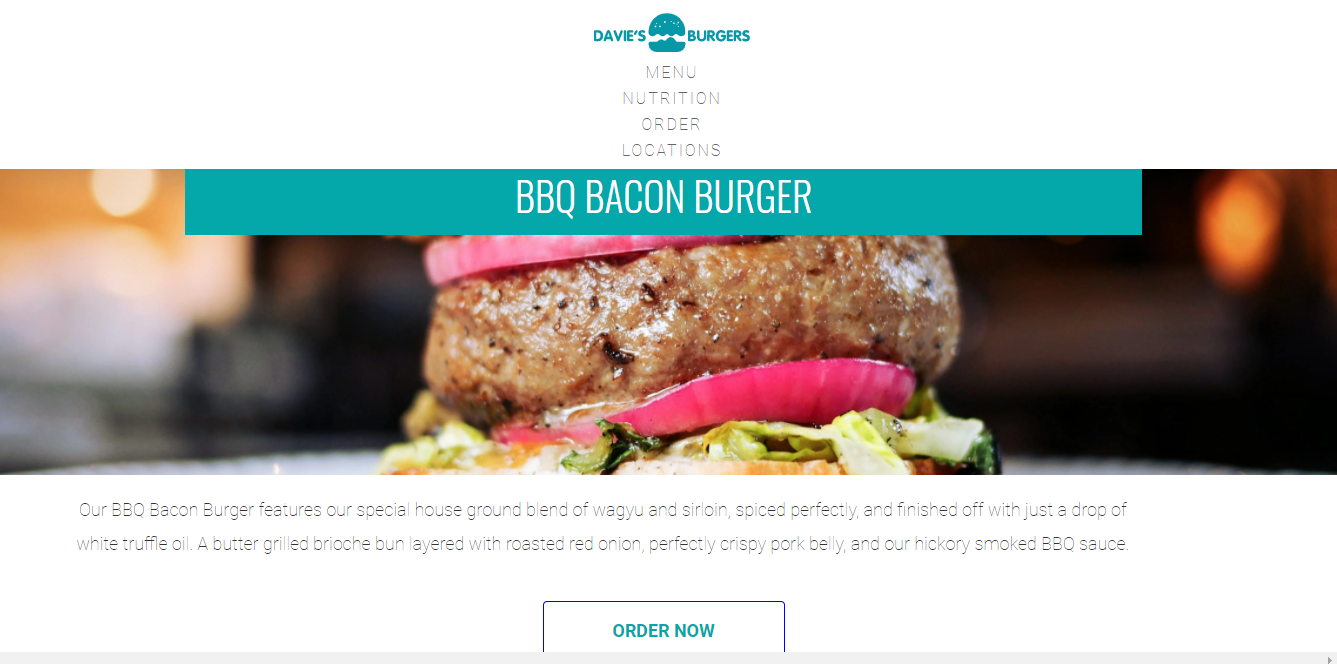 DAVIE'S BURGERS
MENU
NUTRITION
ORDER
LOCATIONS
BBQ BACON BURGER
Our BBQ Bacon Burger features our special house ground blend of wagyu and sirloin, spiced perfectly, and finished off with just a drop of
white truffle oil. A butter grilled brioche bun layered with roasted red onion, perfectly crispy pork belly, and our hickory smoked BBQ sauce.
ORDER NOW